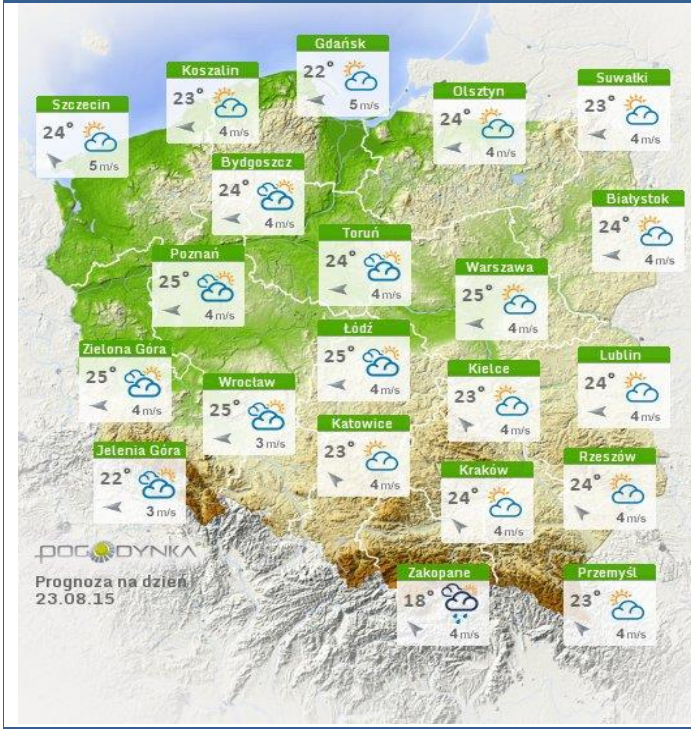 Gdańsk
22°
5 m/s
Koszalin
23°
4 m/s
Szczecin
24°
5 m/s
Olsztyn
24°
4 m/s
Suwałki
23°
4 m/s
Bydgoszcz
24°
4 m/s
Białystok
24°
4 m/s
Toruń
24°
4 m/s
Poznań
25°
4 m/s
Warszawa
25°
4 m/s
Łódź
25°
4 m/s
Zielona Góra
25°
4 m/s
Wrocław
25°
3 m/s
Kielce
23°
4 m/s
Lublin
24°
4 m/s
Katowice
23°
4 m/s
Jelenia Góra
22°
3 m/s
Kraków
24°
4 m/s
Rzeszów
24°
4 m/s
Zakopane
18°
4 m/s
Przemyśl
23°
4 m/s
POGODYNKA
Prognoza na dzień
23.08.15